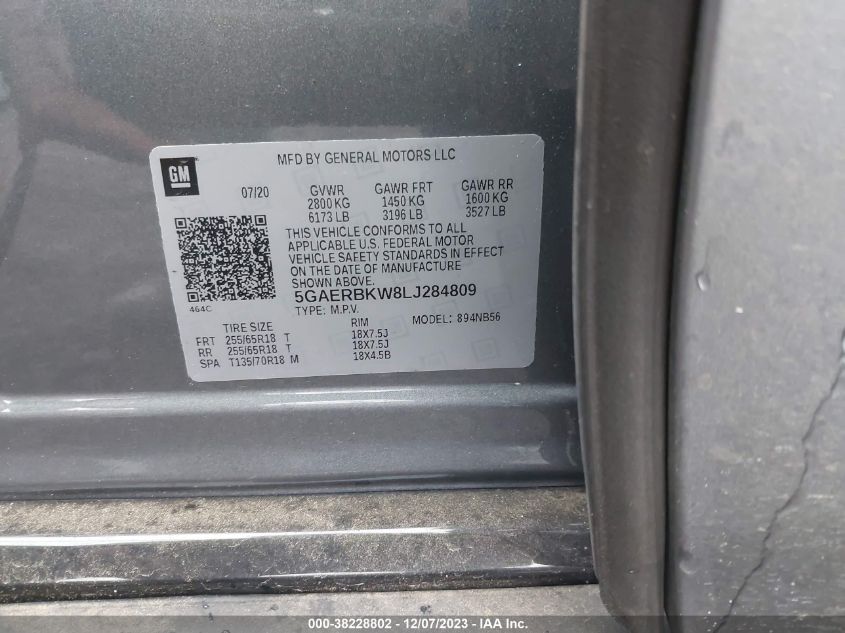 MFD BY GENERAL MOTORS LLC
GM
07/20 GVWR GAWR FRT GAWR RR
2800 KG 1450 KG 1600 KG
6173 LB 3196 LB 3527 LB
THIS VEHICLE CONFORMS TO ALL
APPLICABLE U.S. FEDERAL MOTOR
VEHICLE SAFETY STANDARDS IN EFFECT
ON THE DATE OF MANUFACTURE
SHOWN ABOVE.
464C
5GAERBKW8LJ284809
TYPE: M.P.V. MODEL: 894NB56
TIRE SIZE RIM
FRT 255/65R18 T 18X7.5J
RR 255/65R18 T 18X7.5J
SPA T135/70R18 M 18X4.5B
000-38228802 - 12/07/2023 - IAA Inc.